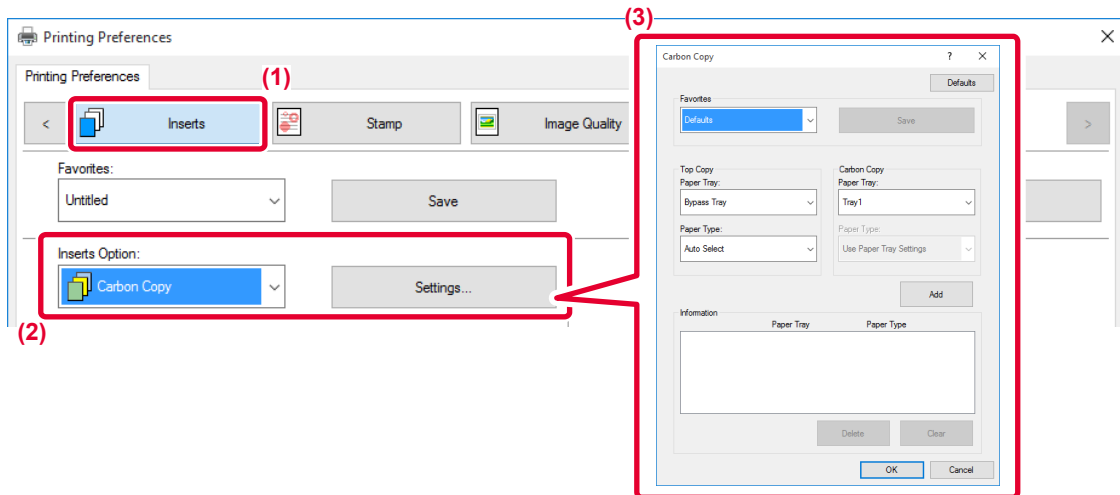 Printing Preferences
Printing Preferences
(1)
< Inserts Stamp Image Quality >
Favorites:
Untitled Save
Inserts Option:
Carbon Copy Settings...
(2)
(3)
Carbon Copy ?
Defaults
Favorites
Defaults Save
Top Copy Carbon Copy
Paper Tray: Paper Tray:
Bypass Tray Tray1
Paper Type: Paper Type:
Auto Select Use Paper Tray Settings
Add
Information
Paper Tray Paper Type
Delete Clear
OK Cancel